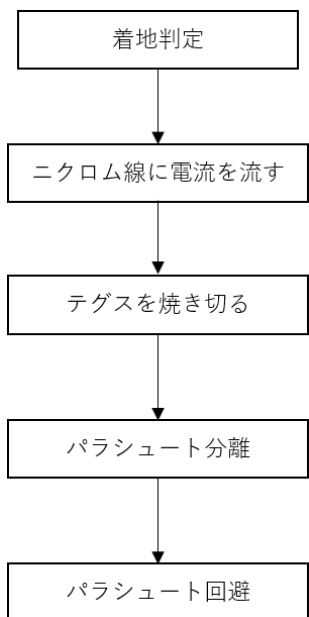 着地判定
ニクロム線に電流を流す
テグスを焼き切る
パラシュート分離
パラシュート回避